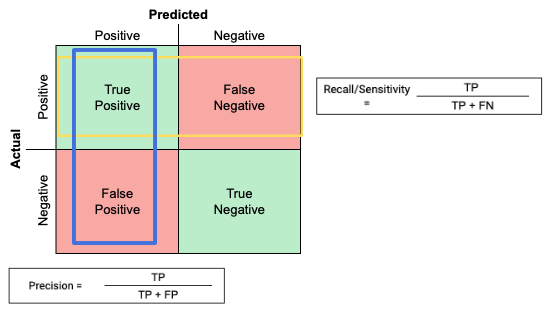 Predicted
Positive Negative
Actual
Positive
True
Positive
False
Negative
Recall/Sensitivity
=
TP
TP + FN
Negative
False
Positive
True
Negative
Precision =
TP
TP + FP